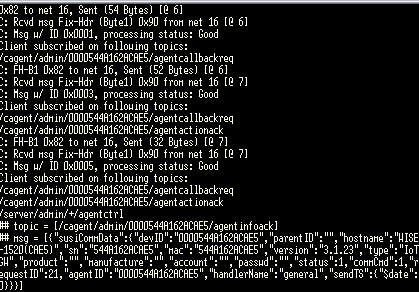 0x82 to net 16, Sent (54 Bytes) [@ 6]
C: Rcvd msg Fix-Hdr (Byte1) 0x90 from net 16 [@ 6]
C: Msg w/ ID 0x0001, processing status: Good
Client subscribed on following topics:
/cagent/admin/0000544A162ACAE5/agentcallbackreq
C: FH-B1 0x82 to net 16, Sent (52 Bytes) [@ 6]
C: Rcvd msg Fix-Hdr (Byte1) 0x90 from net 16 [@ 7]
C: Msg w/ ID 0x0003, processing status: Good
Client subscribed on following topics:
/cagent/admin/0000544A162ACAE5/agentcallbackreq
/cagent/admin/0000544A162ACAE5/agentactionack
C: FH-B1 0x82 to net 16, Sent (32 Bytes) [@ 7]
C: Rcvd msg Fix-Hdr (Byte1) 0x90 from net 16 [@ 7]
C: Msg w/ ID 0x0005, processing status: Good
Client subscribed on following topics:
/cagent/admin/0000544A162ACAE5/agentcallbackreq
/cagent/admin/0000544A162ACAE5/agentactionack
/server/admin/+/agentctrl
## topic = [/cagent/admin/0000544A162ACAE5/agentinfoack]
## msg = [{"susiCommData":{"devID":"0000544A162ACAE5","parentID":"","hostname":"WISE
-1520(CAE5)","sn":"544A162ACAE5","mac":"544A162ACAE5","version":"3.1.23","type":"IoT
GW","product":"","manufacture":"","account":"","passwd":"","status":1,"commCmd":1,"r
equestID":21,"agentID":"0000544A162ACAE5","handlerName":"general","sendTS":{"$date":
0}}}]